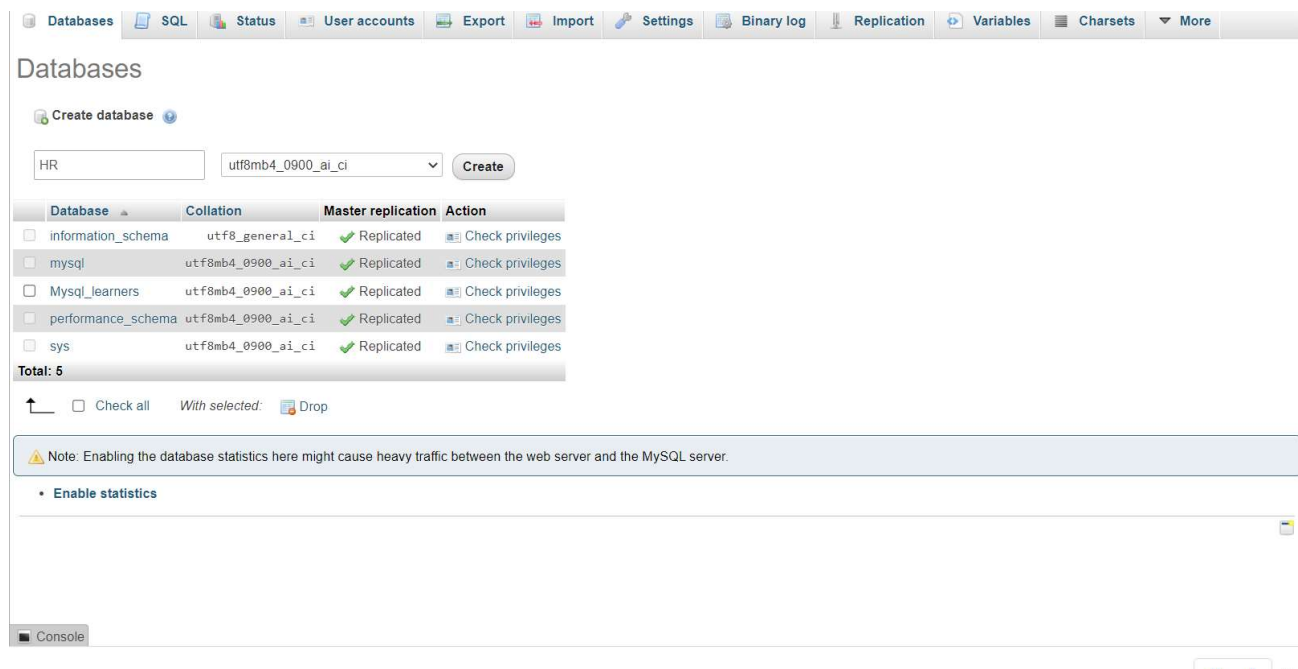 Databases SQL Status User accounts Export Import Settings Binary log Replication Variables Charsets More
Databases
Create database
HR utf8mb4_0900_ai_ci Create
Database Collation Master replication Action
information_schema utf8_general_ci Replicated Check privileges
mysql utf8mb4_0900_ai_ci Replicated Check privileges
Mysql_learners utf8mb4_0900_ai_ci Replicated Check privileges
performance_schema utf8mb4_0900_ai_ci Replicated Check privileges
sys utf8mb4_0900_ai_ci Replicated Check privileges
Total: 5
Check all With selected: Drop
Note: Enabling the database statistics here might cause heavy traffic between the web server and the MySQL server.
• Enable statistics
Console